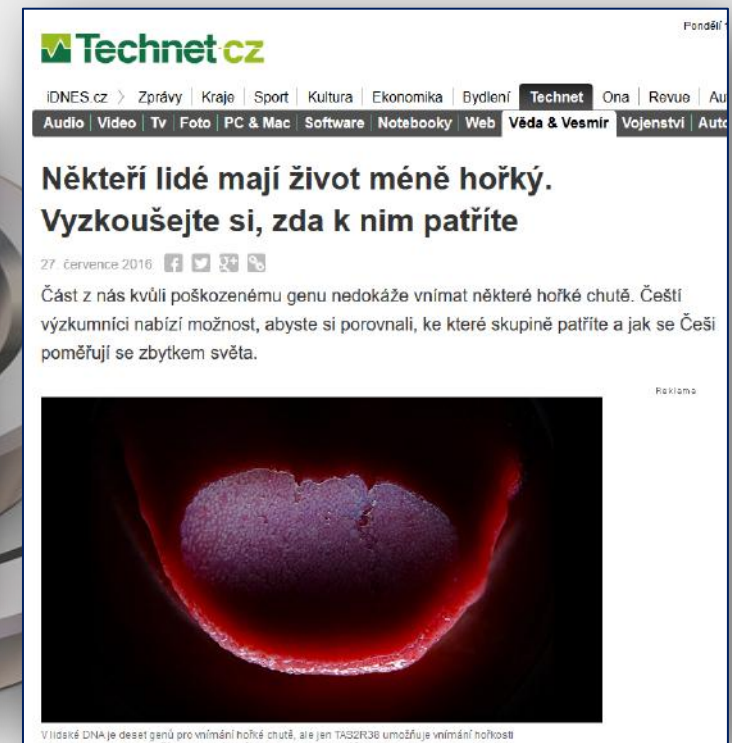 Pondělí
Technet.cz
iDNES.cz > Zprávy | Kraje | Sport | Kultura | Ekonomika | Bydlení Technet Ona | Revue | Au
Audio | Video | Tv | Foto | PC & Mac | Software | Notebooky | Web Věda & Vesmír Vojenství | Auto
Někteří lidé mají život méně hořký.
Vyzkoušejte si, zda k nim patříte
27. července 2016
Část z nás kvůli poškozenému genu nedokáže vnímat některé hořké chutě. Čeští
výzkumníci nabízí možnost, abyste si porovnali, ke které skupině patříte a jak se Češi
poměřují se zbytkem světa.
Reklama
V lidské DNA je deset genů pro vnímání hořké chutě, ale jen TAS2R38 umožňuje vnímání hořkosti